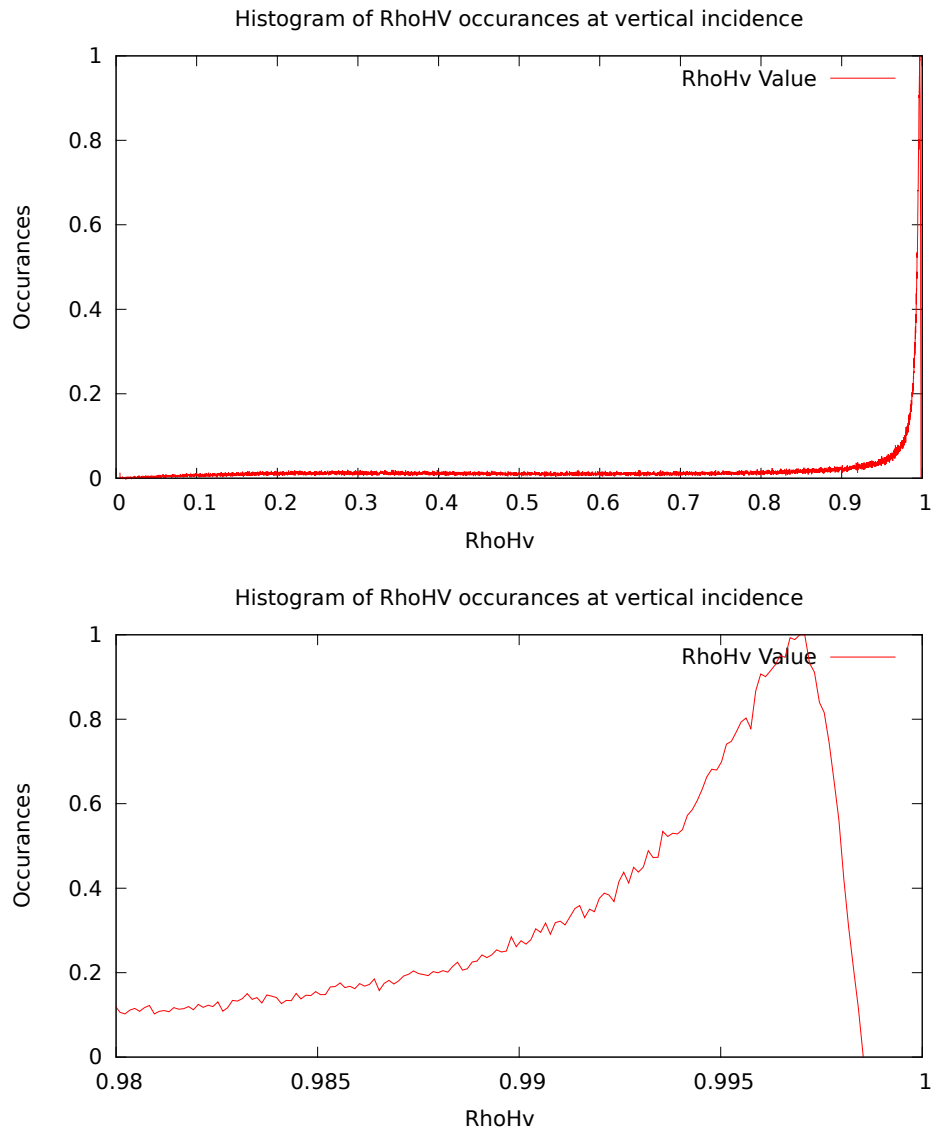 Histogram of RhoHV occurances at vertical incidence
1
RhoHv Value
0.8
0.6
Occurances
0.4
0.2
0
0 0.1 0.2 0.3 0.4 0.5 0.6 0.7 0.8 0.9 1
RhoHv
Histogram of RhoHV occurances at vertical incidence
1
RhoHv Value
0.8
0.6
Occurances
0.4
0.2
0
0.98 0.985 0.99 0.995 1
RhoHv